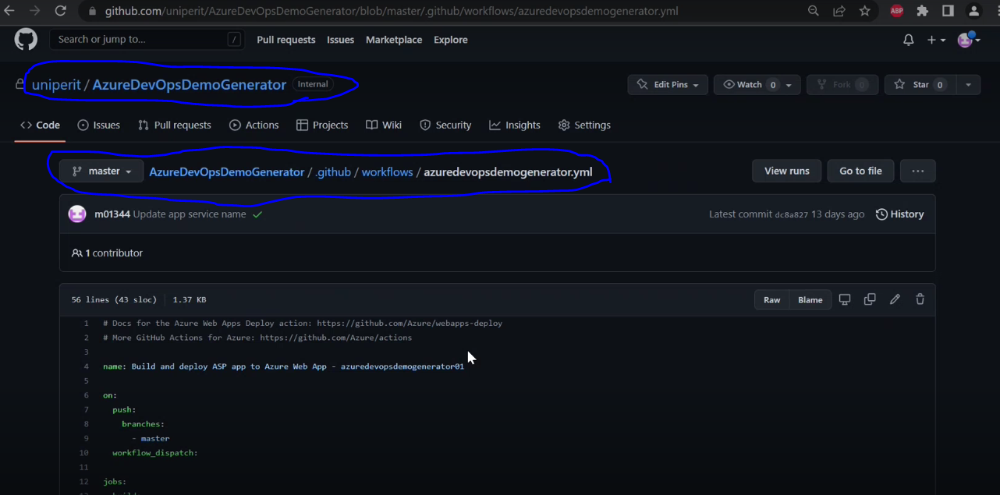 github.com/uniperit/AzureDevOpsDemoGenerator/blob/master/.github/workflows/azuredevopsdemogenerator.yml
ABP
Search or jump to... /
Pull requests Issues Marketplace Explore
uniperit / AzureDevOpsDemoGenerator Internal
Edit Pins Watch 0 Fork 0 Star 0
Code Issues Pull requests Actions Projects Wiki Security Insights Settings
master AzureDevOpsDemoGenerator / .github / workflows / azuredevopsdemogenerator.yml
View runs Go to file ...
m01344 Update app service name Latest commit dc8a827 13 days ago History
1 contributor
56 lines (43 sloc) 1.37 KB Raw Blame
1 # Docs for the Azure Web Apps Deploy action: https://github.com/Azure/webapps-deploy
2 # More GitHub Actions for Azure: https://github.com/Azure/actions
3
4 name: Build and deploy ASP app to Azure Web App - azuredevopsdemogenerator01
5
6 on:
7 push:
8 branches:
9 - master
10 workflow_dispatch:
11
12 jobs: